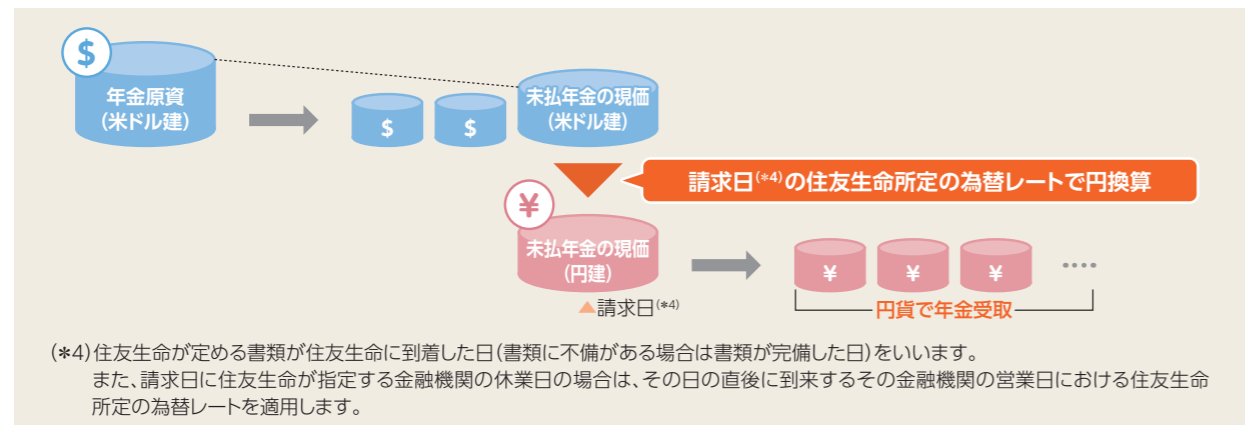 $
年金原資
(米ドル建)
$
$
未払年金の現価
(米ドル建)
請求日(*4)の住友生命所定の為替レートで円換算
¥
未払年金の現価
(円建)
▲請求日(*4)
¥
¥
¥
····
円貨で年金受取
(*4)住友生命が定める書類が住友生命に到着した日(書類に不備がある場合は書類が完備した日)をいいます。
また、請求日に住友生命が指定する金融機関の休業日の場合は、その日の直後に到来するその金融機関の営業日における住友生命
所定の為替レートを適用します。